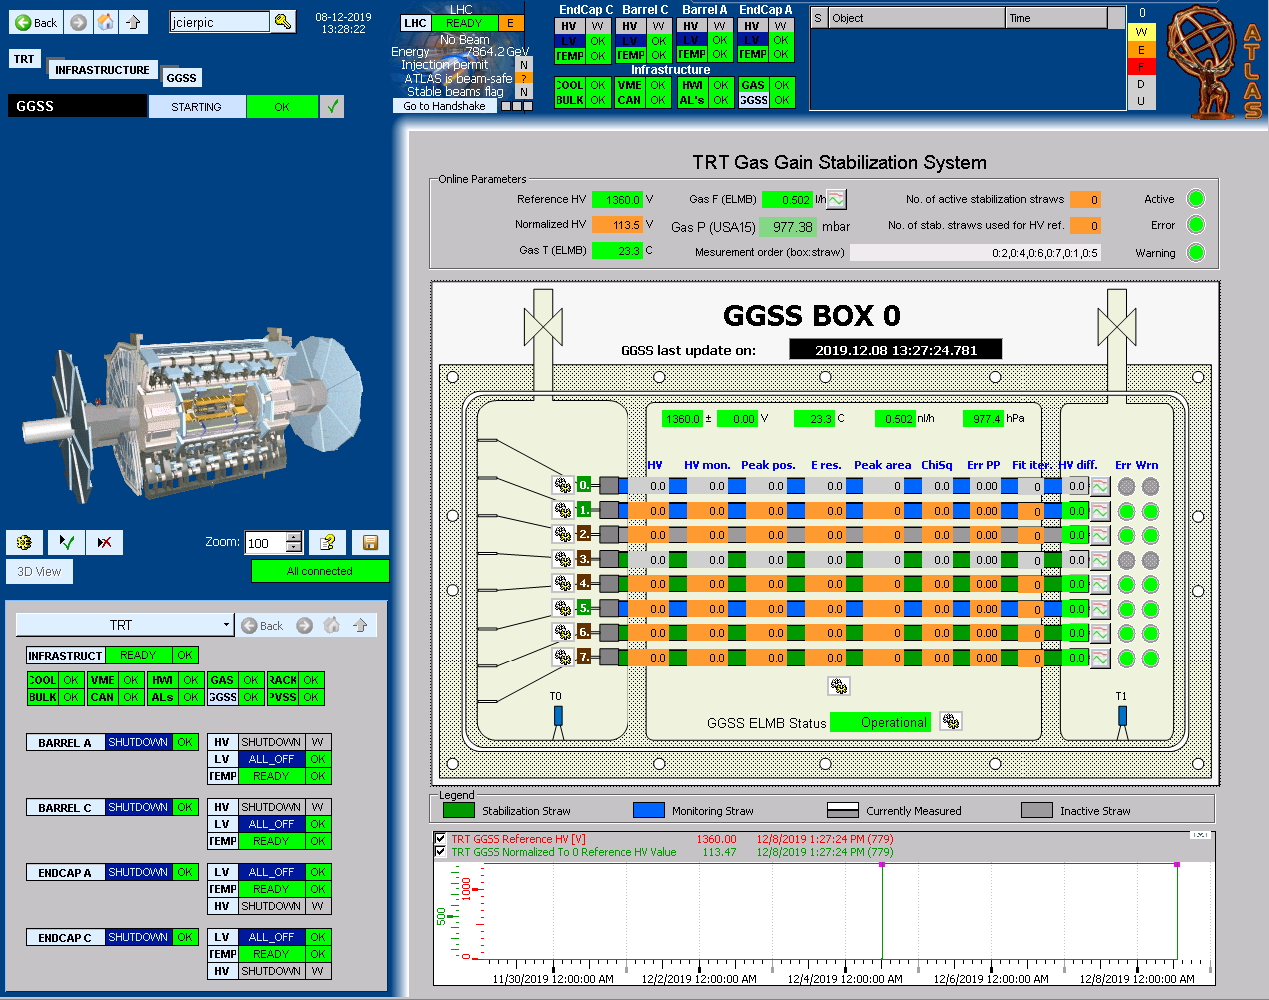 Back
jcierpic
08-12-2019
13:28:22
TRT
INFRASTRUCTURE
GGSS
GGSS STARTING OK
LHC
LHC READY E
No Beam
Energy = 7864.2 GeV
Injection permit N
ATLAS is beam-safe ?
Stable beams flag N
Go to Handshake
EndCap C Barrel C Barrel A EndCap A
HV W HV W HV W HV W
LV OK LV OK LV OK LV OK
TEMP OK TEMP OK TEMP OK TEMP OK
Infrastructure
COOL OK VME OK HWI OK GAS OK
BULK OK CAN OK AL's OK GGSS OK
S Object Time
0
W
E
F
D
U
ATLAS
TRT Gas Gain Stabilization System
Online Parameters
Reference HV 1360.0 V Gas F (ELMB) 0.502 l/h No. of active stabilization straws 0 Active
Normalized HV 113.5 V Gas P (USA15) 977.38 mbar No. of stab. straws used for HV ref. 0 Error
Gas T (ELMB) 23.3 C Mesurement order (box:straw) 0:2,0:4,0:6,0:7,0:1,0:5 Warning
GGSS BOX 0
GGSS last update on: 2019.12.08 13:27:24.781
1360.0 ± 0.00 V 23.3 C 0.502 nl/h 977.4 hPa
HV HV mon. Peak pos. E res. Peak area ChiSq Err PP Fit iter. HV diff. Err Wrn
0. 0.0 0.0 0.0 0.0 0 0.0 0.00 0 0.0
1. 0.0 0.0 0.0 0.0 0 0.0 0.00 0 0.0
2. 0.0 0.0 0.0 0.0 0 0.0 0.00 0 0.0
3. 0.0 0.0 0.0 0.0 0 0.0 0.00 0 0.0
4. 0.0 0.0 0.0 0.0 0 0.0 0.00 0 0.0
5. 0.0 0.0 0.0 0.0 0 0.0 0.00 0 0.0
6. 0.0 0.0 0.0 0.0 0 0.0 0.00 0 0.0
7. 0.0 0.0 0.0 0.0 0 0.0 0.00 0 0.0
T0 T1
GGSS ELMB Status Operational
Legend
Stabilization Straw Monitoring Straw Currently Measured Inactive Straw
TRT GGSS Reference HV [V] 1360.00 12/8/2019 1:27:24 PM (779)
TRT GGSS Normalized To 0 Reference HV Value 113.47 12/8/2019 1:27:24 PM (779)
500
0 1000
11/30/2019 12:00:00 AM 12/2/2019 12:00:00 AM 12/4/2019 12:00:00 AM 12/6/2019 12:00:00 AM 12/8/2019 12:00:00 AM
Zoom: 100
3D View All connected
TRT Back
INFRASTRUCT READY OK
COOL OK VME OK HWI OK GAS OK RACK OK
BULK OK CAN OK ALs OK GGSS OK PVSS OK
BARREL A SHUTDOWN OK HV SHUTDOWN W
LV ALL_OFF OK
TEMP READY OK
BARREL C SHUTDOWN OK HV SHUTDOWN W
LV ALL_OFF OK
TEMP READY OK
ENDCAP A SHUTDOWN OK LV ALL_OFF OK
TEMP READY OK
HV SHUTDOWN W
ENDCAP C SHUTDOWN OK LV ALL_OFF OK
TEMP READY OK
HV SHUTDOWN W